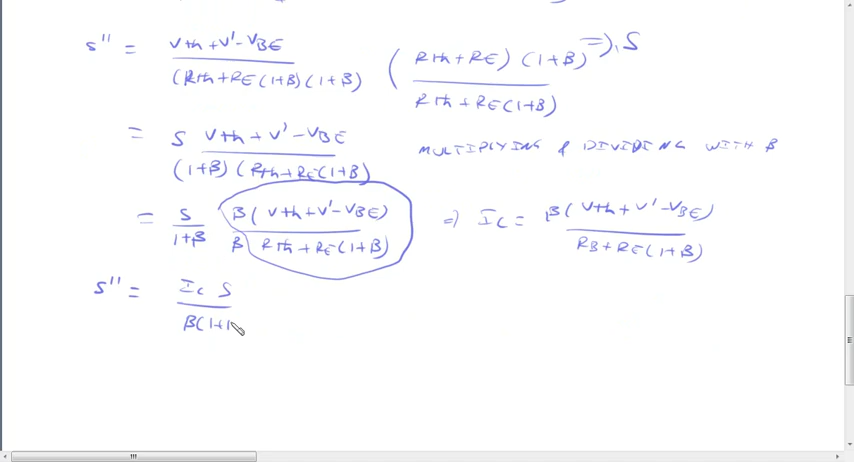 S'' = Vth + V' - VBE / (Rth + RE(1+B)(1+B) ( (Rth + RE)(1+B) / Rth + RE(1+B) ) => S
= S Vth + V' - VBE / (1+B)(Rth + RE(1+B)) MULTIPLYING & DIVIDING WITH B
= S / 1+B B(Vth + V' - VBE) / B Rth + RE(1+B) => IC = B(Vth + V' - VBE) / RB + RE(1+B)
S'' = IC S / B(1+